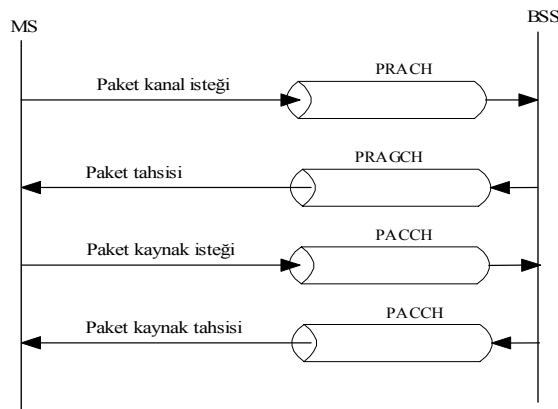 MS
BSS
Paket kanal isteği
PRACH
Paket tahsisi
PRAGCH
Paket kaynak isteği
PACCH
Paket kaynak tahsisi
PACCH